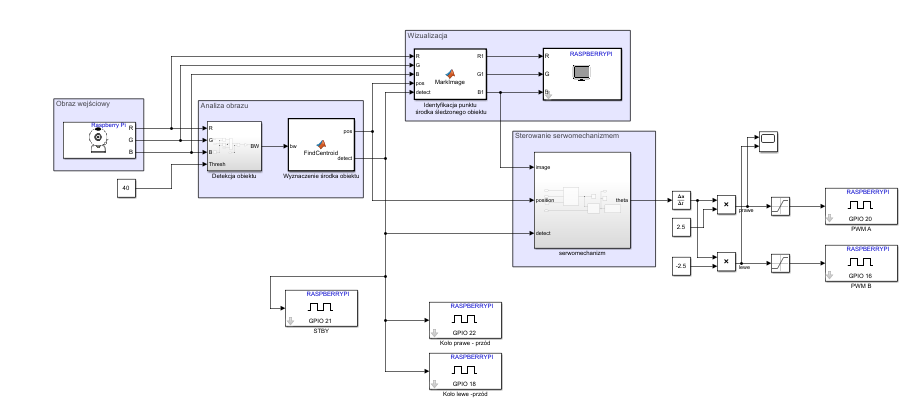 Wizualizacja
R
G
B
pos
detect
MarkImage
R1
G1
B1
Identyfikacja punktu
środka śledzonego obiektu
RASPBERRYPI
R
G
B
Obraz wejściowy
Raspberry Pi
R
G
B
40
Analiza obrazu
R
G
B
Thresh
BW
Detekcja obiektu
bw
FindCentroid
pos
detect
Wyznaczenie środka obiektu
Sterowanie serwomechanizmem
image
position
detect
theta
serwomechanizm
Δu
Δt
2.5
-2.5
×
×
prawe
lewe
RASPBERRYPI
GPIO 20
PWM A
RASPBERRYPI
GPIO 16
PWM B
RASPBERRYPI
GPIO 21
STBY
RASPBERRYPI
GPIO 22
Koło prawe - przód
RASPBERRYPI
GPIO 18
Koło lewe -przód